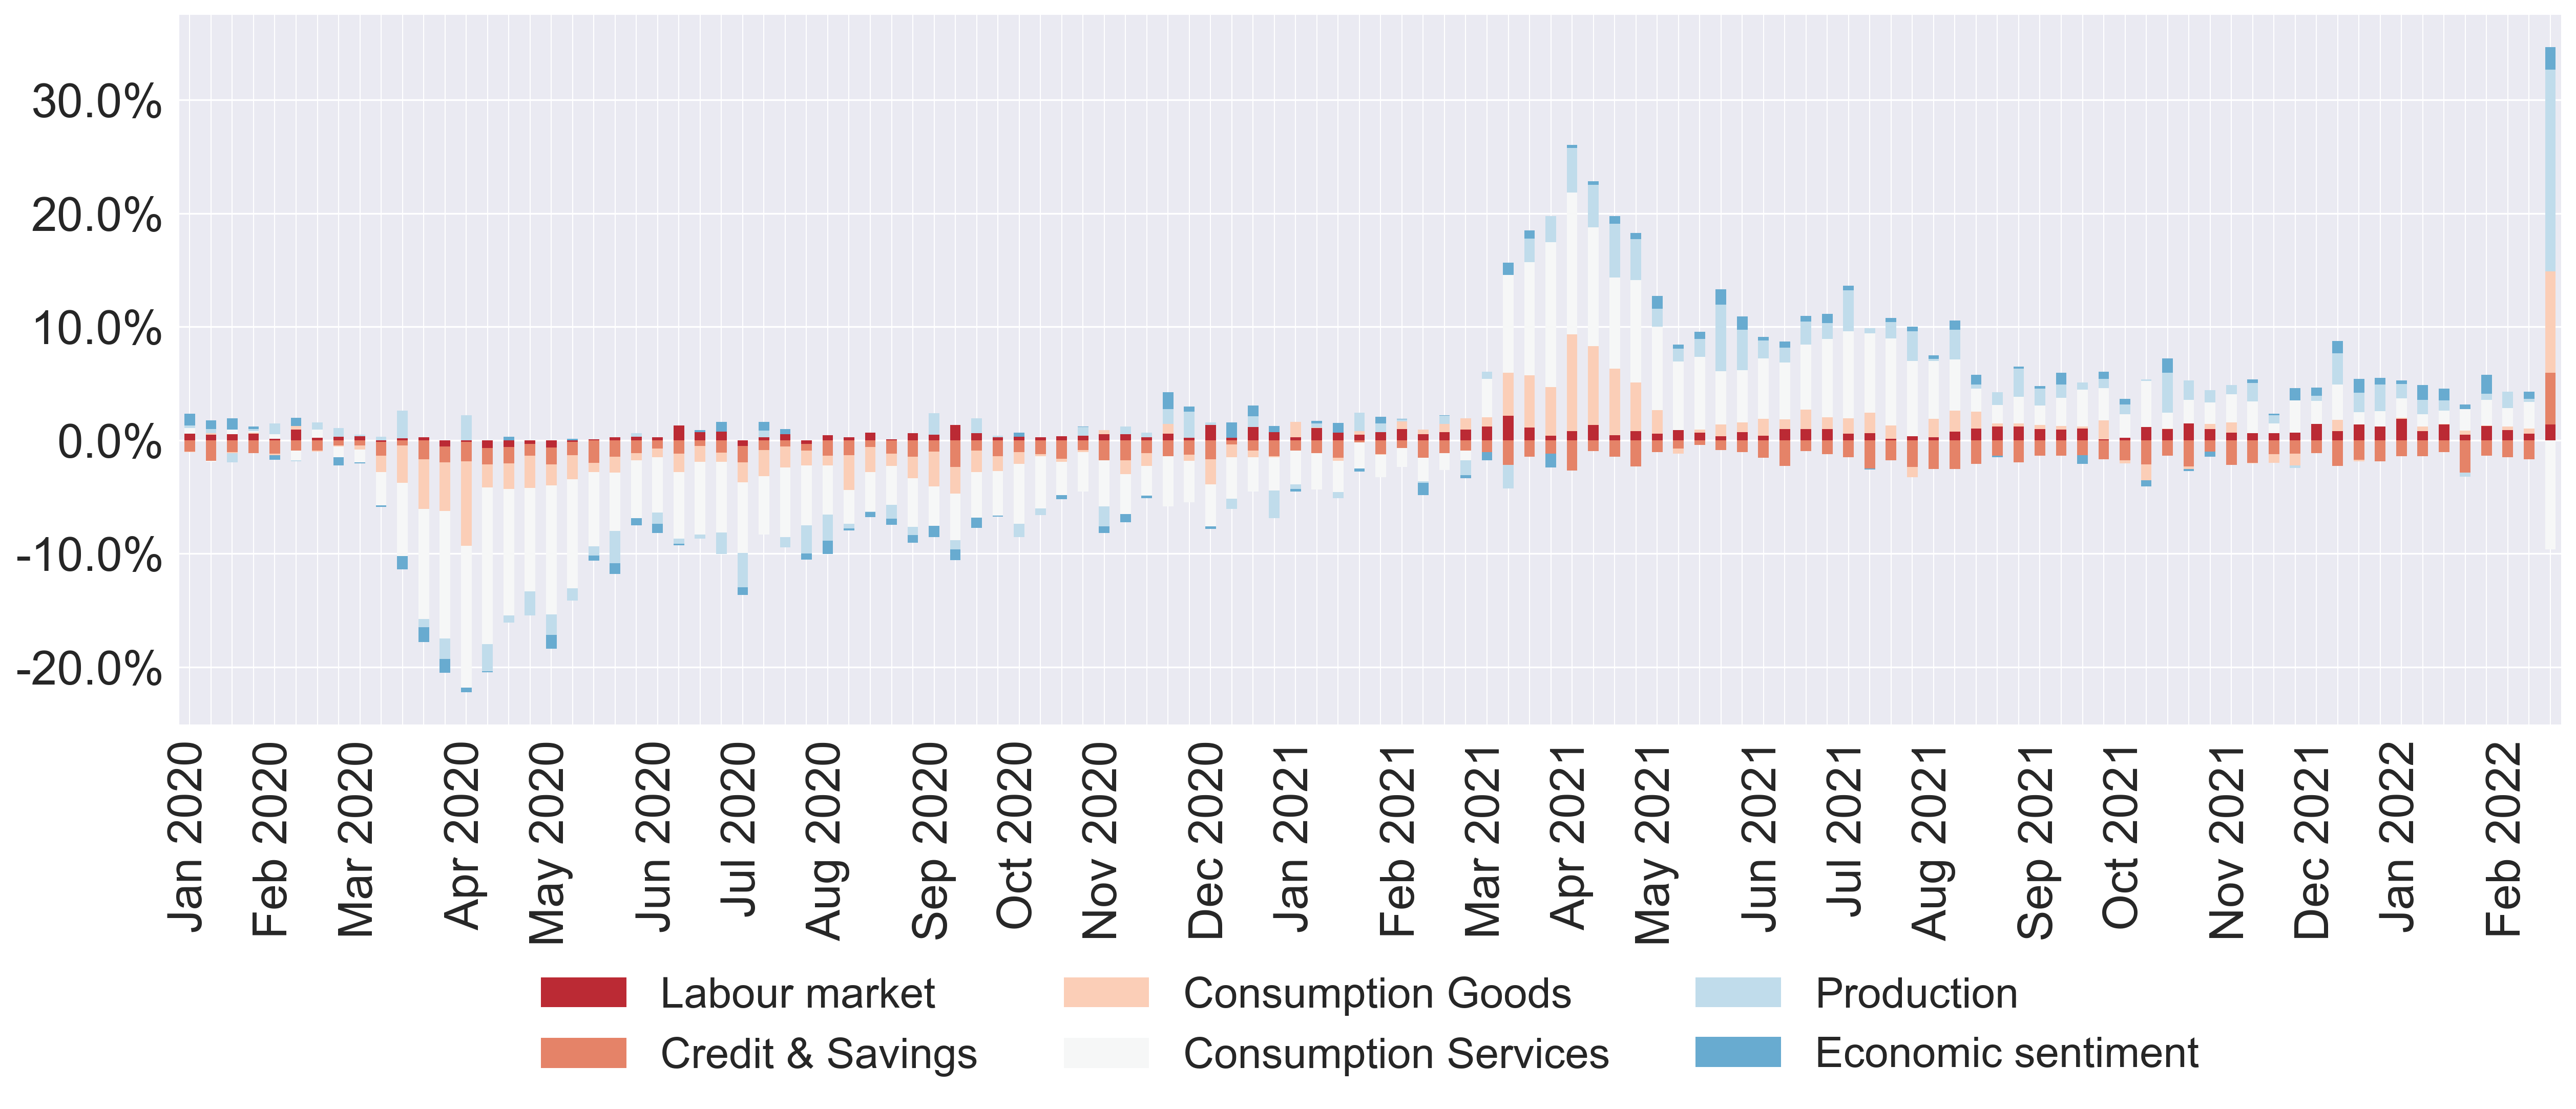 30.0%
20.0%
10.0%
0.0%
-10.0%
-20.0%
Jan 2020
Feb 2020
Mar 2020
Apr 2020
May 2020
Jun 2020
Jul 2020
Aug 2020
Sep 2020
Oct 2020
Nov 2020
Dec 2020
Jan 2021
Feb 2021
Mar 2021
Apr 2021
May 2021
Jun 2021
Jul 2021
Aug 2021
Sep 2021
Oct 2021
Nov 2021
Dec 2021
Jan 2022
Feb 2022
Labour market
Consumption Goods
Production
Credit & Savings
Consumption Services
Economic sentiment